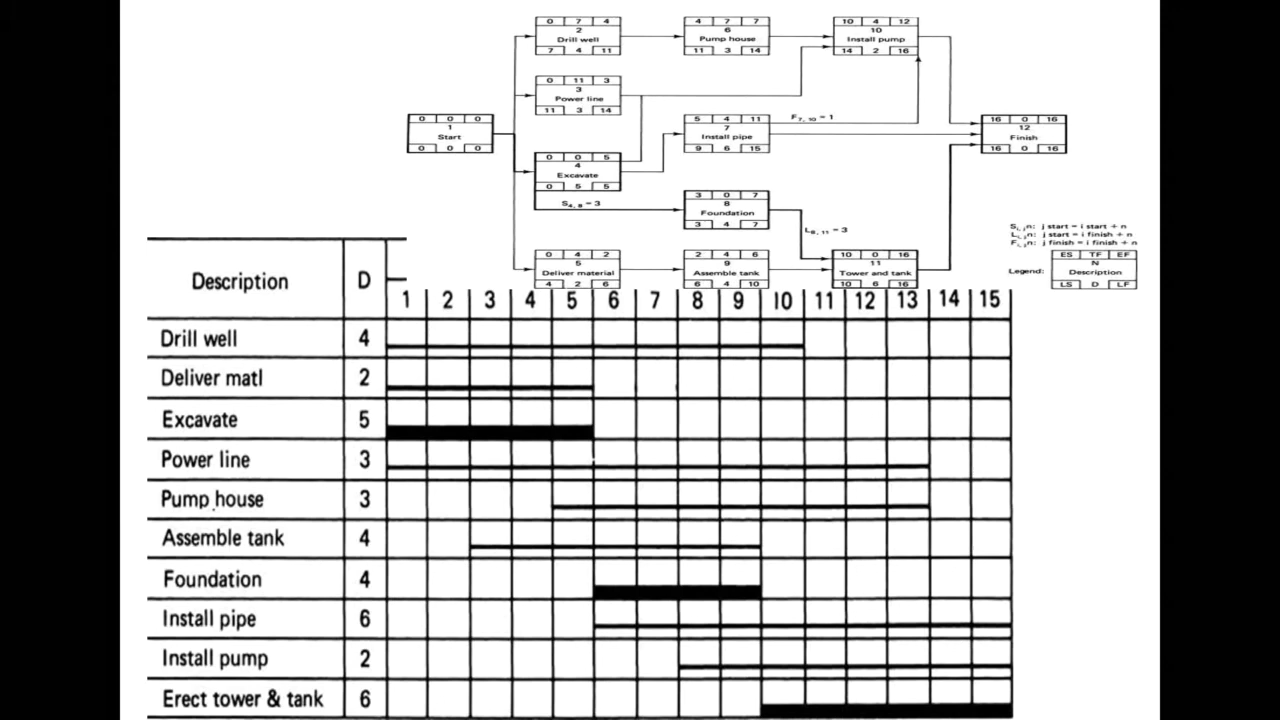 0 7 4
2
Drill well
7 4 11
4 7 7
6
Pump house
11 3 14
10 4 12
10
Install pump
14 2 16
0 11 3
3
Power line
11 3 14
0 0 0
1
Start
0 0 0
5 4 11
7
Install pipe
9 6 15
F7, 10 = 1
16 0 16
12
Finish
16 0 16
0 0 5
4
Excavate
0 5 5
S4, 8 = 3
3 0 7
8
Foundation
3 4 7
L8, 11 = 3
0 4 2
5
Deliver material
4 2 6
2 4 6
9
Assemble tank
6 4 10
10 0 16
11
Tower and tank
10 6 16
Si, jn: j start = i start + n
Li, jn: j start = i finish + n
Fi, jn: j finish = i finish + n
Legend:
ES TF EF
N
Description
LS D LF
Description D 1 2 3 4 5 6 7 8 9 10 11 12 13 14 15
Drill well 4
Deliver matl 2
Excavate 5
Power line 3
Pump house 3
Assemble tank 4
Foundation 4
Install pipe 6
Install pump 2
Erect tower & tank 6